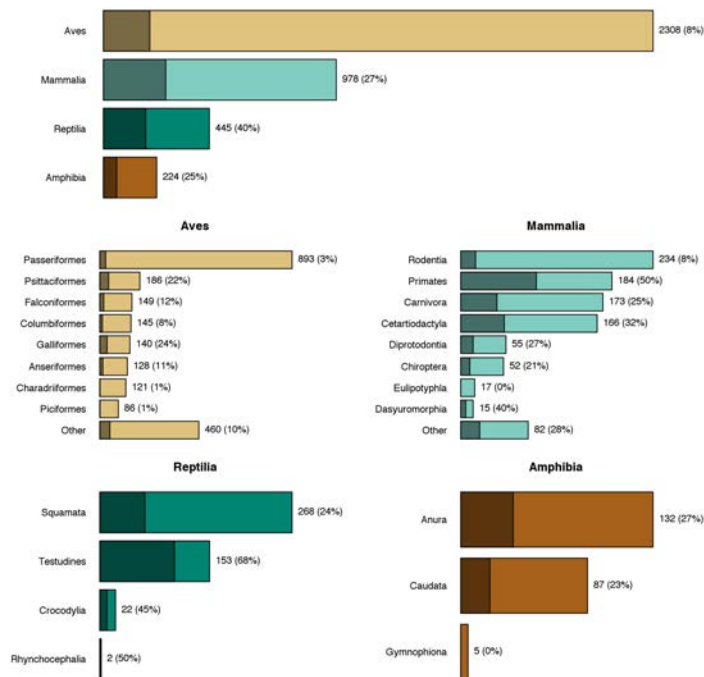 Aves 2308 (8%)
Mammalia 978 (27%)
Reptilia 445 (40%)
Amphibia 224 (25%)
Aves
Passeriformes 893 (3%)
Psittaciformes 186 (22%)
Falconiformes 149 (12%)
Columbiformes 145 (8%)
Galliformes 140 (24%)
Anseriformes 128 (11%)
Charadriiformes 121 (1%)
Piciformes 86 (1%)
Other 460 (10%)
Mammalia
Rodentia 234 (8%)
Primates 184 (50%)
Carnivora 173 (25%)
Cetartiodactyla 166 (32%)
Diprotodontia 55 (27%)
Chiroptera 52 (21%)
Eulipotyphla 17 (0%)
Dasyuromorphia 15 (40%)
Other 82 (28%)
Reptilia
Squamata 268 (24%)
Testudines 153 (68%)
Crocodylia 22 (45%)
Rhynchocephalia 2 (50%)
Amphibia
Anura 132 (27%)
Caudata 87 (23%)
Gymnophiona 5 (0%)